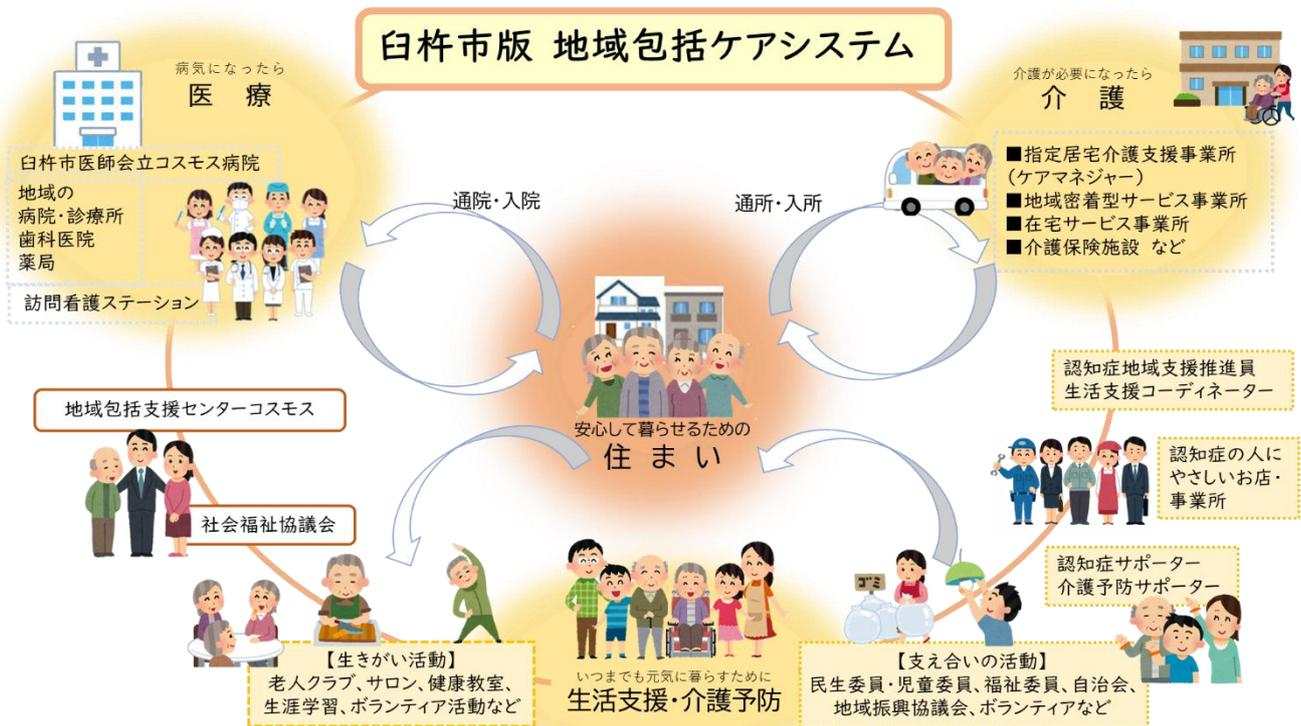 臼杵市版 地域包括ケアシステム
病気になったら
医 療
臼杵市医師会立コスモス病院
地域の
病院・診療所
歯科医院
薬局
訪問看護ステーション
介護が必要になったら
介 護
■指定居宅介護支援事業所
(ケアマネジャー)
■地域密着型サービス事業所
■在宅サービス事業所
■介護保険施設 など
通院・入院
通所・入所
安心して暮らせるための
住 ま い
地域包括支援センターコスモス
社会福祉協議会
認知症地域支援推進員
生活支援コーディネーター
認知症の人に
やさしいお店・
事業所
認知症サポーター
介護予防サポーター
ゴミ
【生きがい活動】
老人クラブ、サロン、健康教室、
生涯学習、ボランティア活動など
いつまでも元気に暮らすために
生活支援・介護予防
【支え合いの活動】
民生委員・児童委員、福祉委員、自治会、
地域振興協議会、ボランティアなど